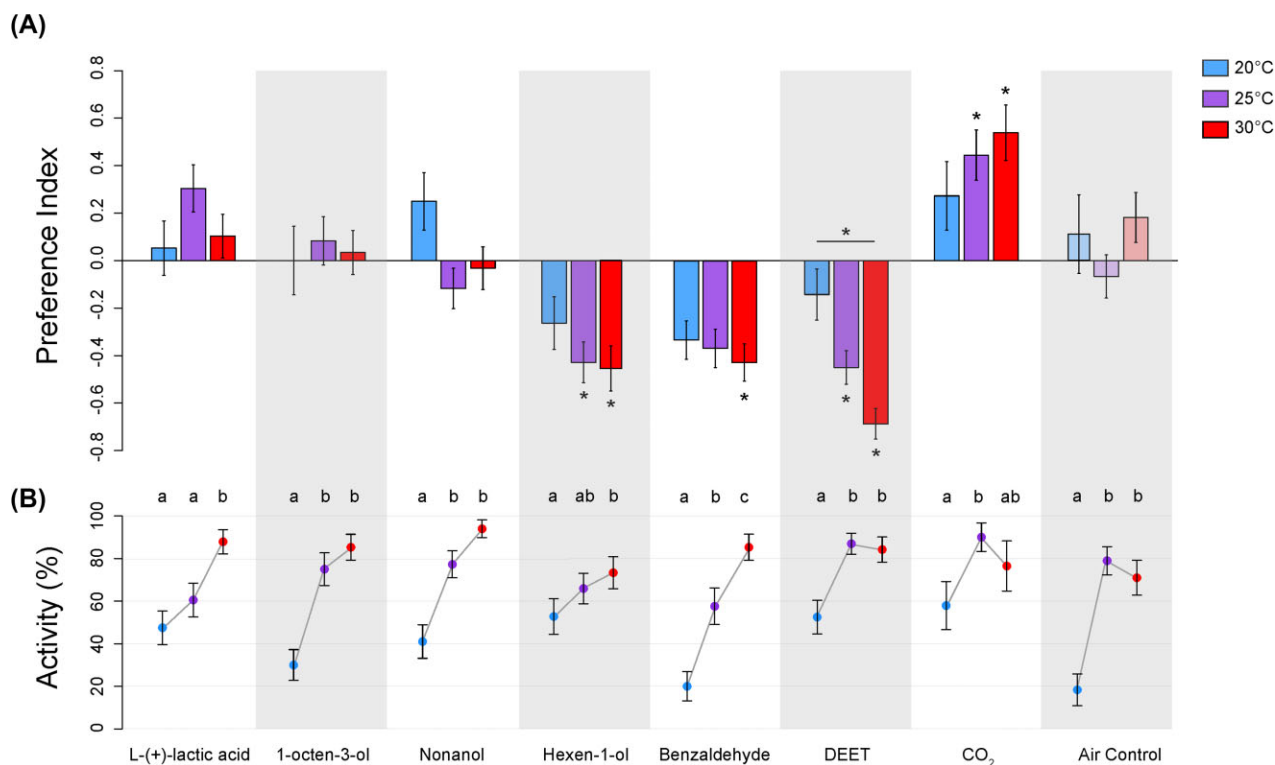 (A)
Preference Index
0.8
0.6
0.4
0.2
0.0
-0.2
-0.4
-0.6
-0.8
20°C
25°C
30°C
* *
*
* * * * *
(B)
a a b a b b a b b a ab b a b c a b b a b ab a b b
Activity (%)
100
80
60
40
20
0
L-(+)-lactic acid 1-octen-3-ol Nonanol Hexen-1-ol Benzaldehyde DEET CO₂ Air Control